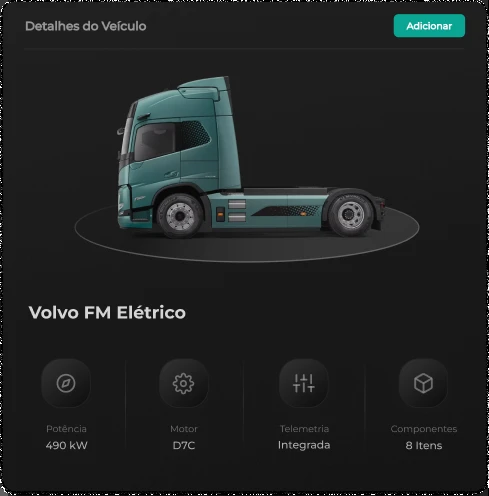 Detalhes do Veículo
Adicionar
Volvo FM Elétrico
Potência
490 kW
Motor
D7C
Telemetria
Integrada
Componentes
8 Itens